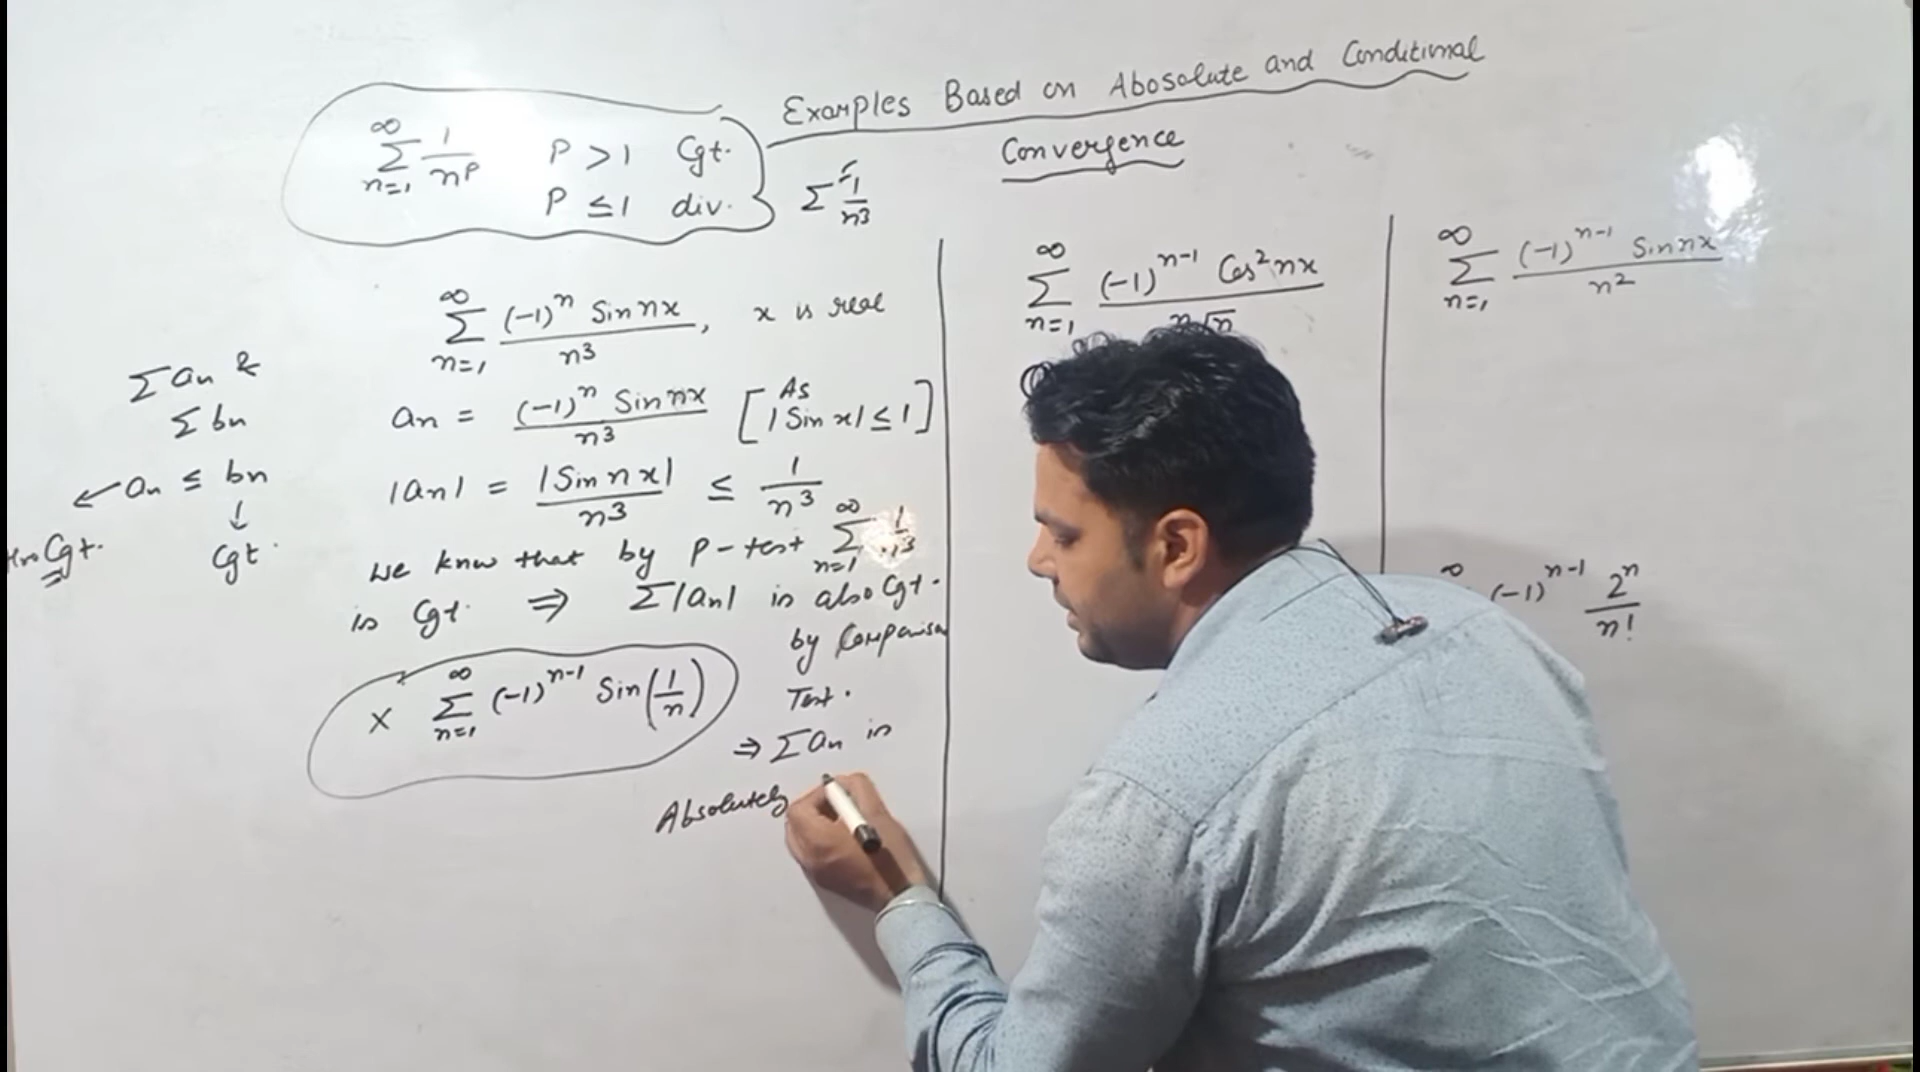 Examples Based on Abosolute and Conditional
Convergence
∞
∑ 1/n^p   P > 1 Cgt.
n=1   P ≤ 1 div.
∑ 1/n³
∞
∑ (-1)^n Sin nx / n³ , x is real
n=1
an = (-1)^n Sin nx / n³ [As |Sin x| ≤ 1]
|an| = |Sin n x| / n³ ≤ 1/n³
we know that by P-test ∞ ∑ n=1 1/n³
is Cgt. ⇒ ∑|an| is also Cgt.
by Comparison
Test.
⇒ ∑an is
Absolutely
∑an &
∑bn
an ≤ bn
↓
Cgt. Cgt.
∞
× ∑ (-1)^{n-1} Sin(1/n)
n=1
∞
∑ (-1)^{n-1} Cos² nx / n√n
n=1
∞
∑ (-1)^{n-1} Sin nx / n²
n=1
∞ (-1)^{n-1} 2^n / n!